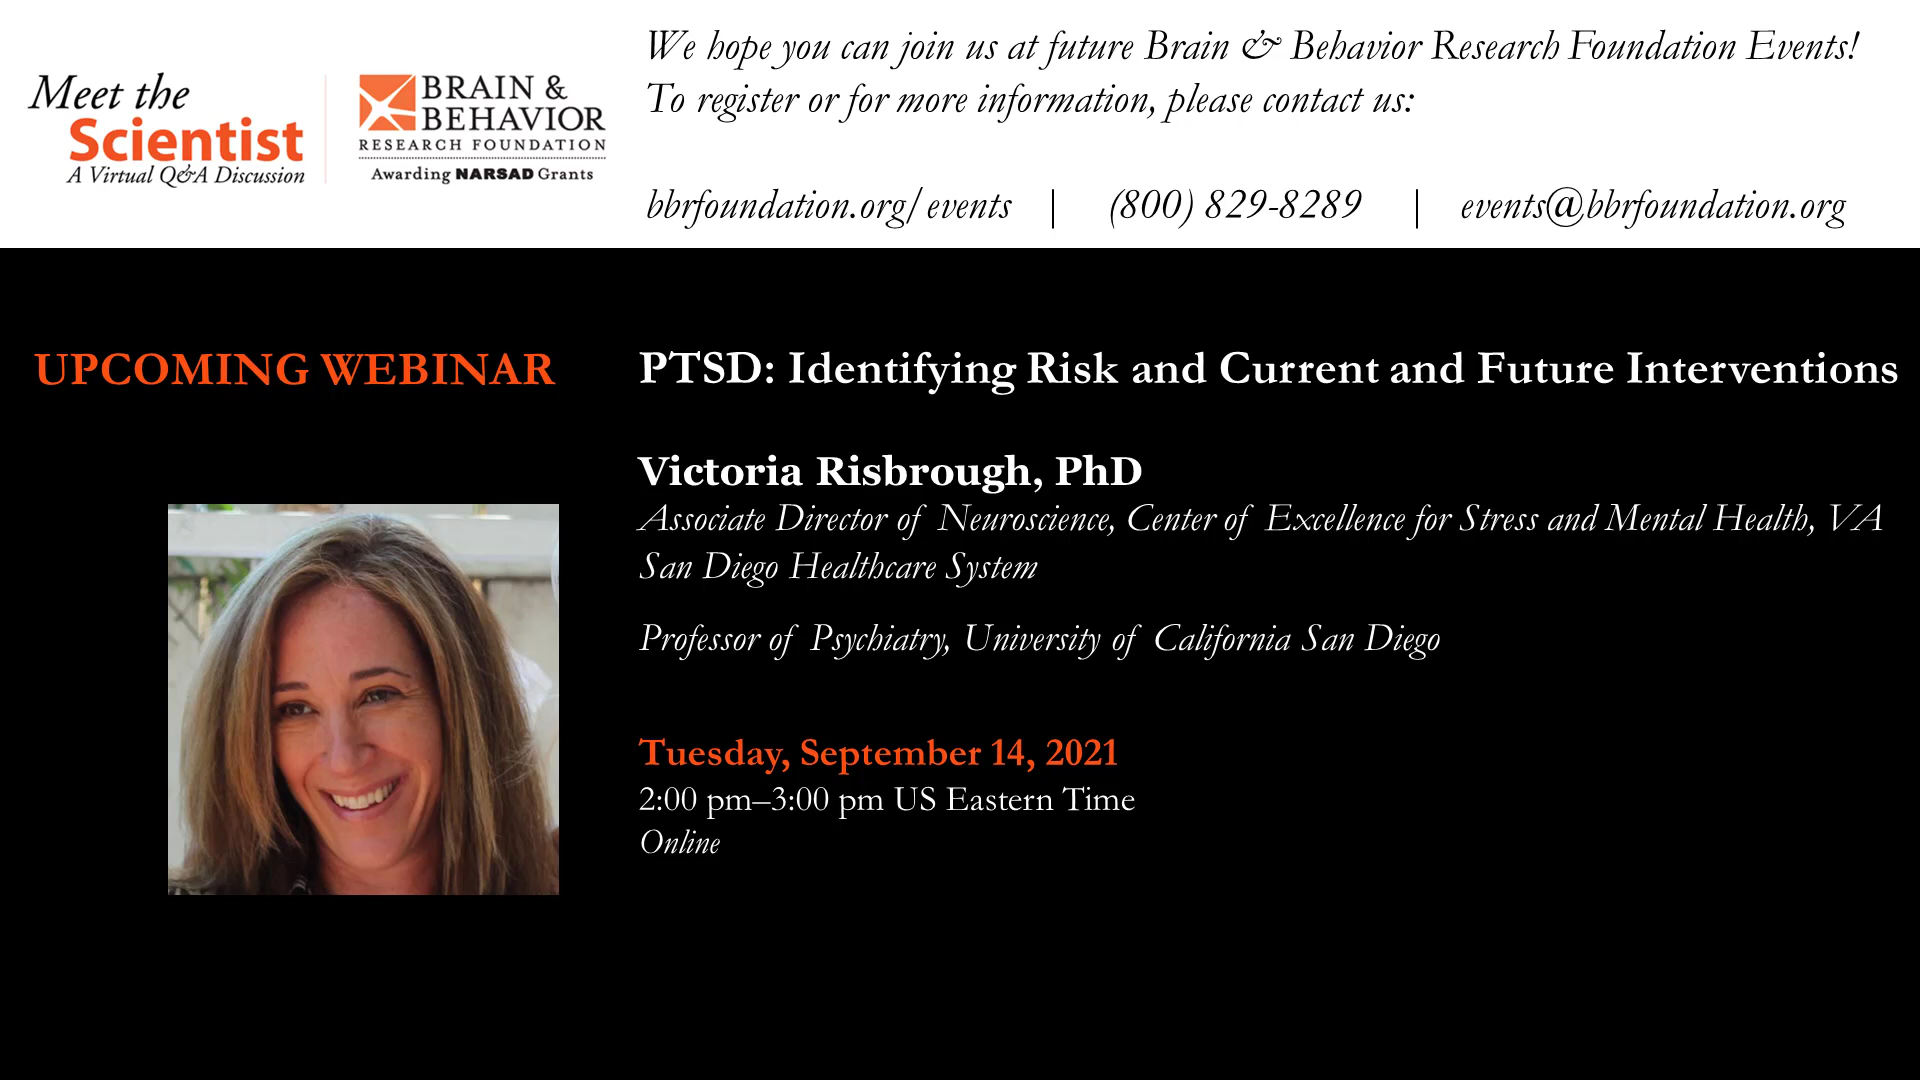 Meet the
Scientist
A Virtual Q&A Discussion
BRAIN &
BEHAVIOR
RESEARCH FOUNDATION
Awarding NARSAD Grants
We hope you can join us at future Brain & Behavior Research Foundation Events!
To register or for more information, please contact us:
bbrfoundation.org/events | (800) 829-8289 | events@bbrfoundation.org
UPCOMING WEBINAR
PTSD: Identifying Risk and Current and Future Interventions
Victoria Risbrough, PhD
Associate Director of Neuroscience, Center of Excellence for Stress and Mental Health, VA
San Diego Healthcare System
Professor of Psychiatry, University of California San Diego
Tuesday, September 14, 2021
2:00 pm–3:00 pm US Eastern Time
Online